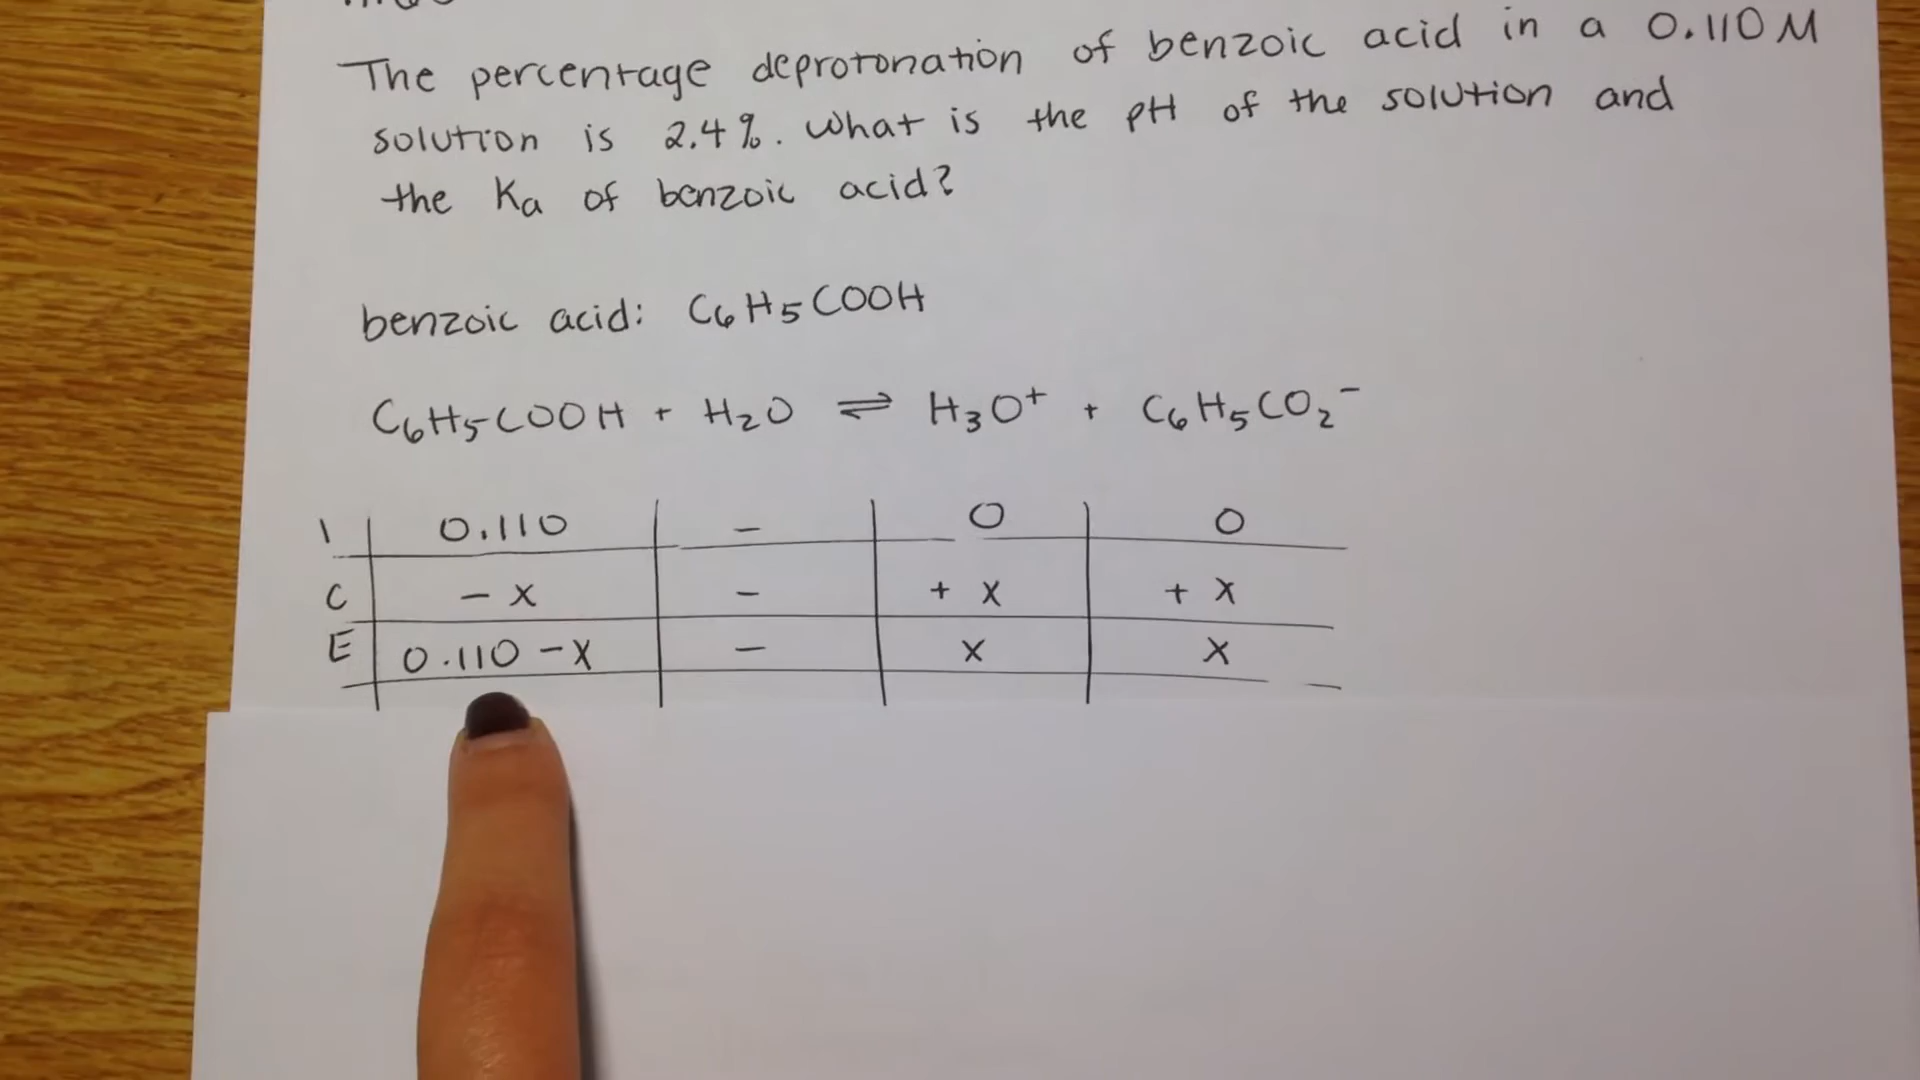 The percentage deprotonation of benzoic acid in a 0.110 M
solution is 2.4%. What is the pH of the solution and
the Ka of benzoic acid?
benzoic acid: C₆H₅COOH
C₆H₅COOH + H₂O ⇌ H₃O⁺ + C₆H₅CO₂⁻
I 0.110 – 0 0
C – x – + x + x
E 0.110 – x – x x